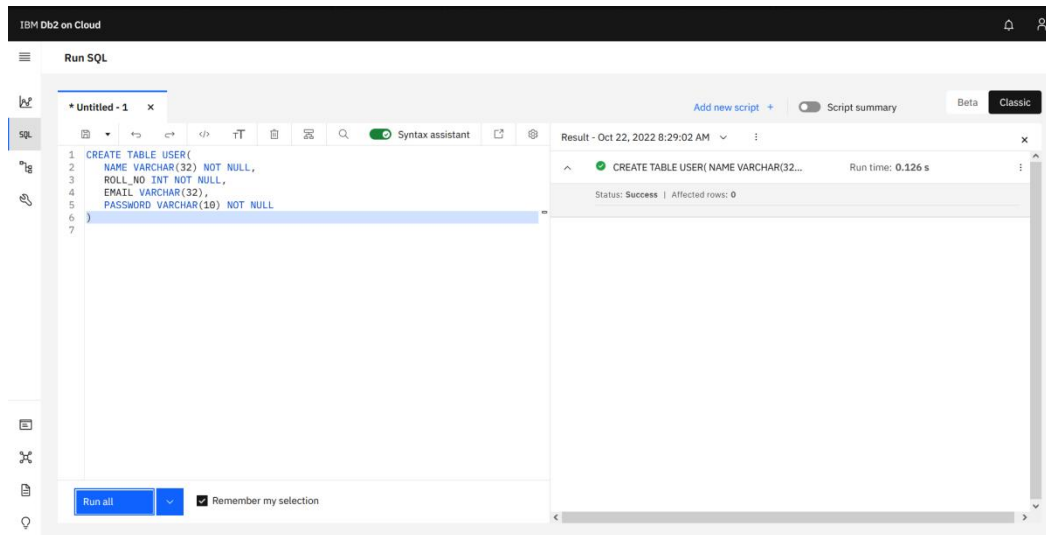 IBM Db2 on Cloud
Run SQL
* Untitled - 1 ×
Add new script +
Script summary
Beta
Classic
SQL
Syntax assistant
Result - Oct 22, 2022 8:29:02 AM
1 CREATE TABLE USER(
2 NAME VARCHAR(32) NOT NULL,
3 ROLL_NO INT NOT NULL,
4 EMAIL VARCHAR(32),
5 PASSWORD VARCHAR(10) NOT NULL
6 )
7
CREATE TABLE USER( NAME VARCHAR(32...
Run time: 0.126 s
Status: Success | Affected rows: 0
Run all
Remember my selection